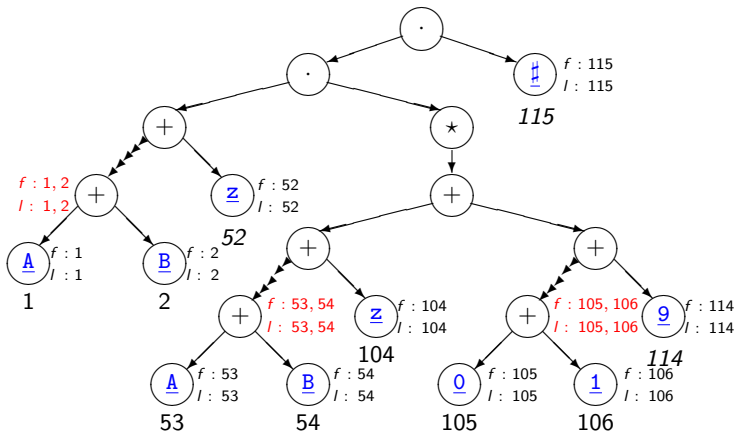 ·
· ♯ f : 115
l : 115
115
+ ⋆
f : 1, 2
l : 1, 2
+ z f : 52
l : 52
52
+
A f : 1
l : 1
1
B f : 2
l : 2
2
+ +
+ f : 53, 54
l : 53, 54
z f : 104
l : 104
104
+ f : 105, 106
l : 105, 106
9 f : 114
l : 114
114
A f : 53
l : 53
53
B f : 54
l : 54
54
0 f : 105
l : 105
105
1 f : 106
l : 106
106